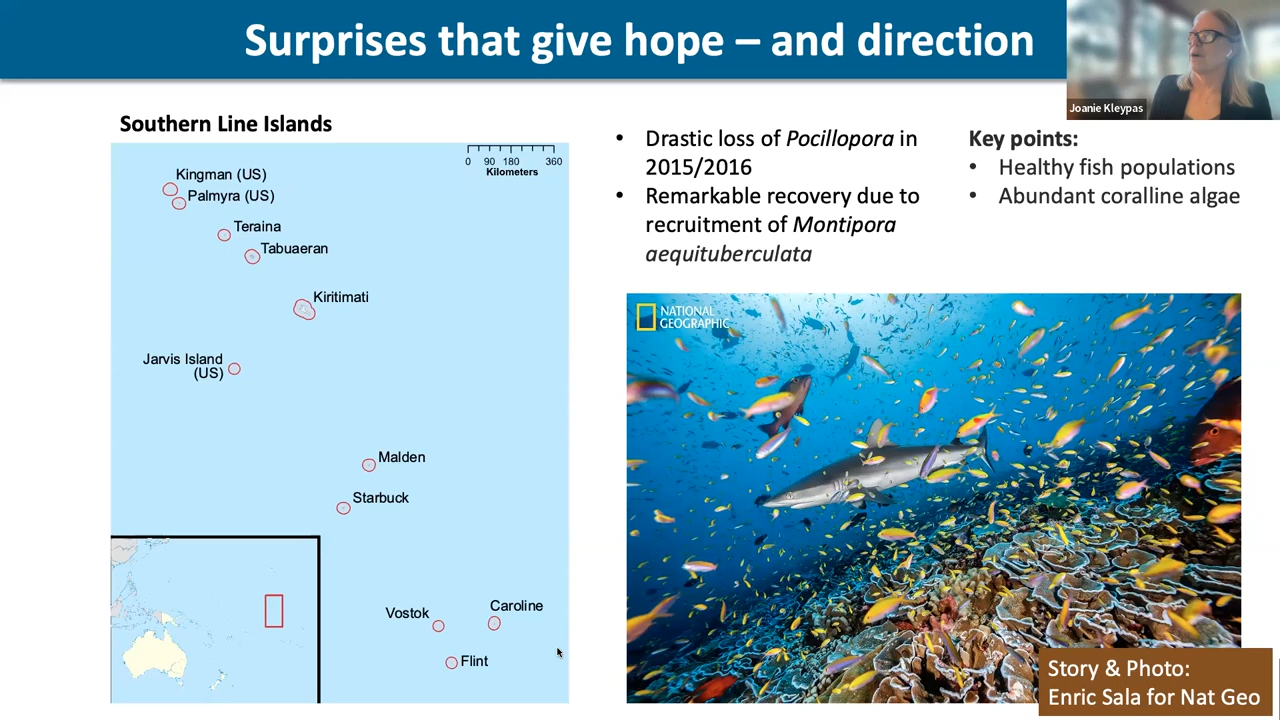 Surprises that give hope – and direction
Joanie Kleypas
Southern Line Islands
0 90 180 360
Kilometers
Kingman (US)
Palmyra (US)
Teraina
Tabuaeran
Kiritimati
Jarvis Island
(US)
Malden
Starbuck
Vostok
Caroline
Flint
• Drastic loss of Pocillopora in
2015/2016
• Remarkable recovery due to
recruitment of Montipora
aequituberculata
Key points:
• Healthy fish populations
• Abundant coralline algae
NATIONAL
GEOGRAPHIC
Story & Photo:
Enric Sala for Nat Geo